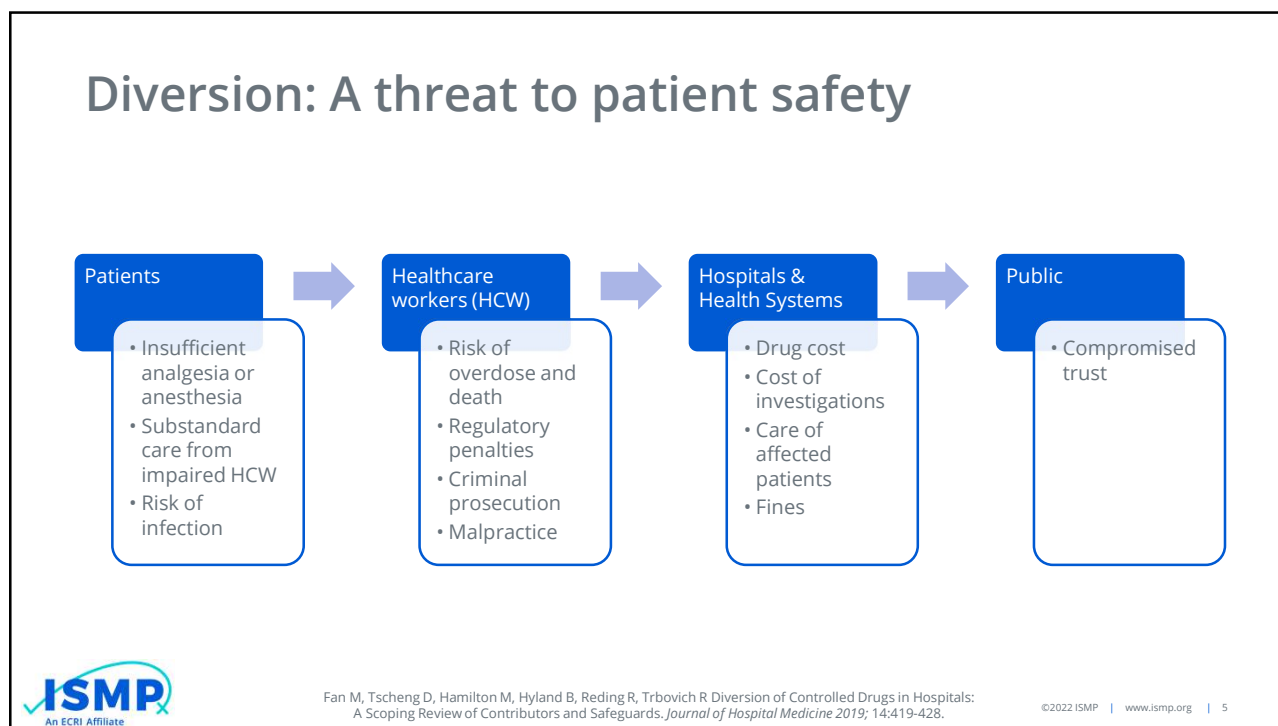 Diversion: A threat to patient safety
Patients
• Insufficient
analgesia or
anesthesia
• Substandard
care from
impaired HCW
• Risk of
infection
Healthcare
workers (HCW)
• Risk of
overdose and
death
• Regulatory
penalties
• Criminal
prosecution
• Malpractice
Hospitals &
Health Systems
• Drug cost
• Cost of
investigations
• Care of
affected
patients
• Fines
Public
• Compromised
trust
ISMP
An ECRI Affiliate
Fan M, Tscheng D, Hamilton M, Hyland B, Reding R, Trbovich R Diversion of Controlled Drugs in Hospitals:
A Scoping Review of Contributors and Safeguards. Journal of Hospital Medicine 2019; 14:419-428.
©2022 ISMP | www.ismp.org | 5